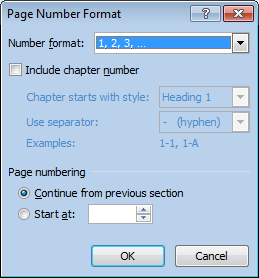 Page Number Format
Number format: 1, 2, 3, ...
Include chapter number
Chapter starts with style: Heading 1
Use separator: - (hyphen)
Examples: 1-1, 1-A
Page numbering
Continue from previous section
Start at:
OK Cancel